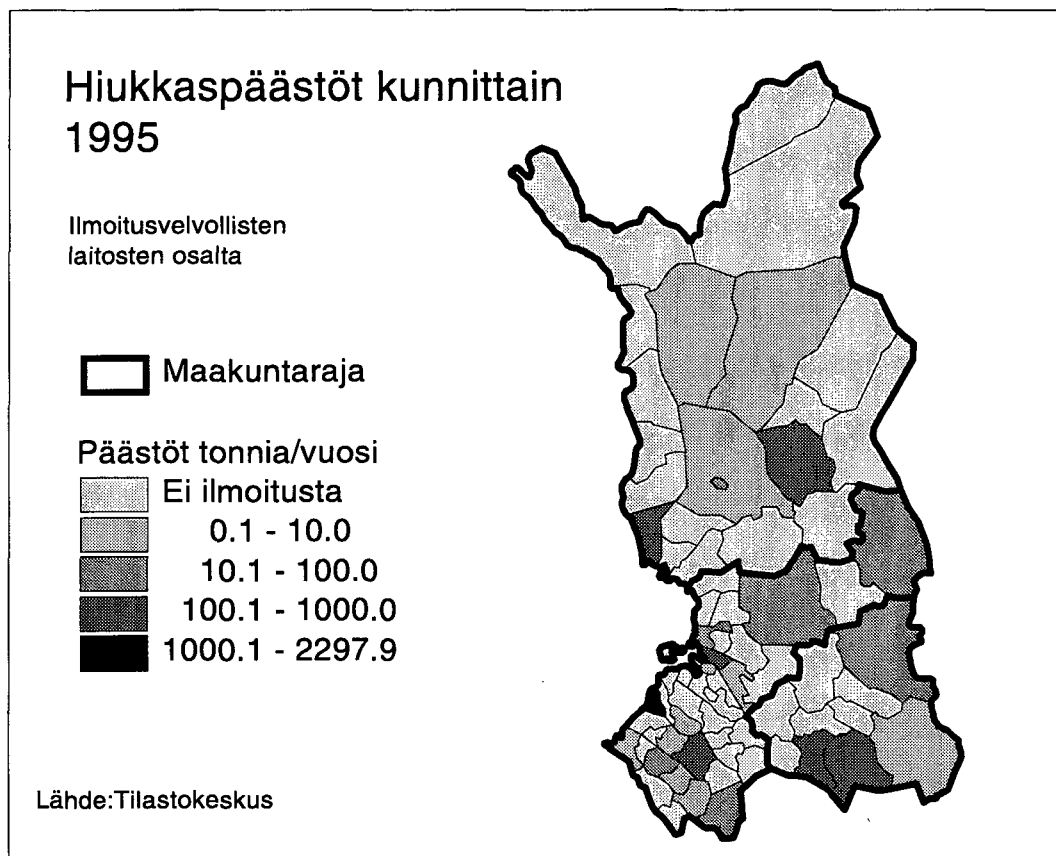 Hiukkaspäästöt kunnittain
1995
Ilmoitusvelvollisten
laitosten osalta
Maakuntaraja
Päästöt tonnia/vuosi
Ei ilmoitusta
0.1 - 10.0
10.1 - 100.0
100.1 - 1000.0
1000.1 - 2297.9
Lähde:Tilastokeskus